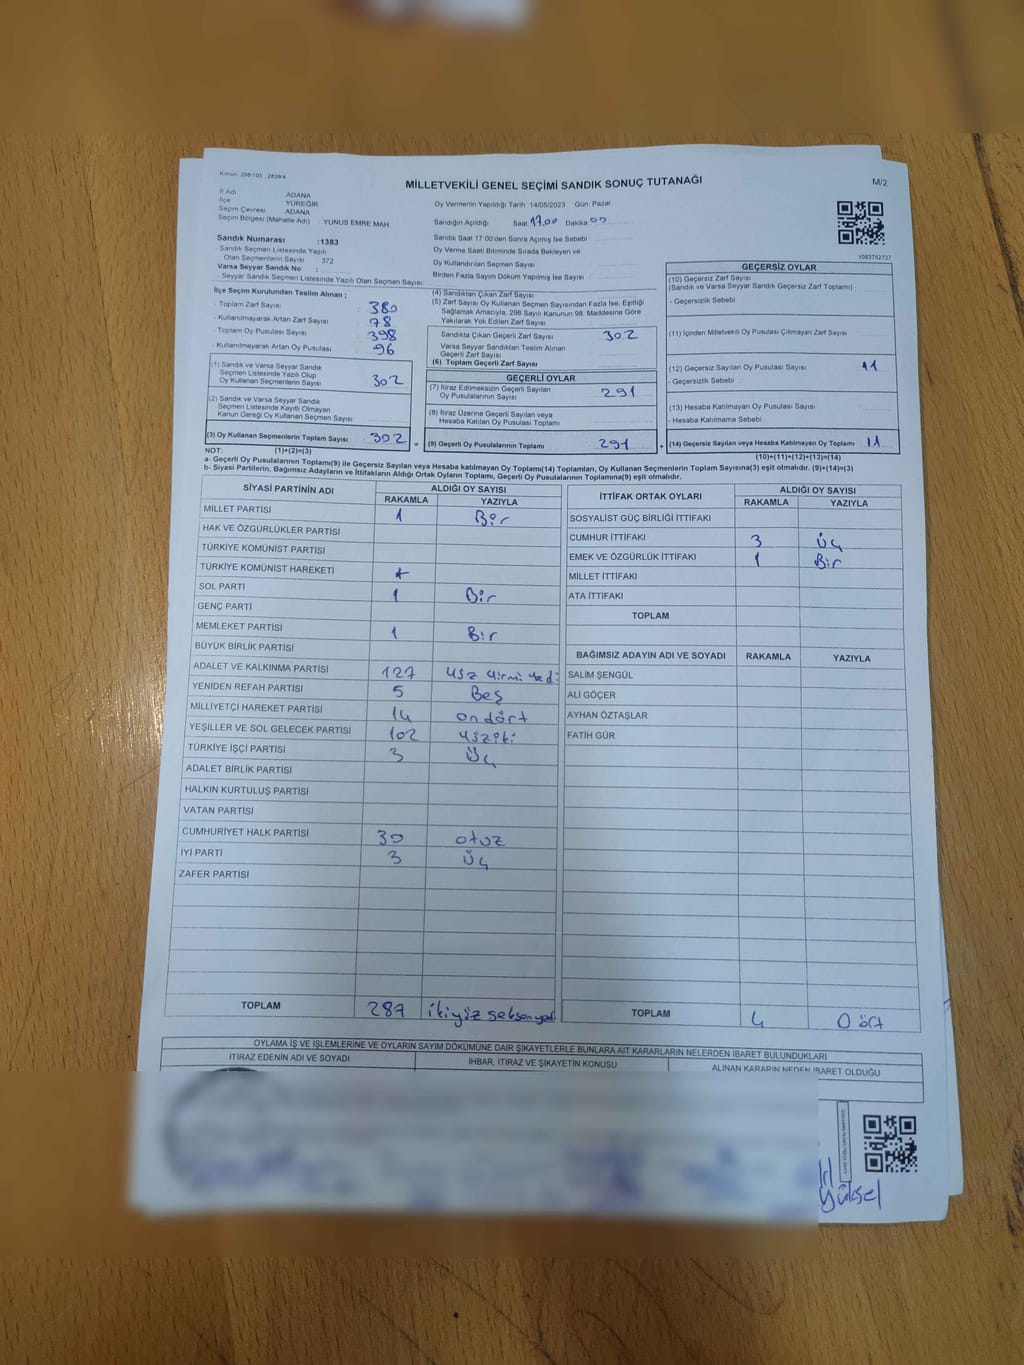 Kanun: 298/105 ; 2839/4
MİLLETVEKİLİ GENEL SEÇİMİ SANDIK SONUÇ TUTANAĞI
M/2
İl Adı : ADANA
İlçe : YÜREĞİR
Seçim Çevresi : ADANA
Seçim Bölgesi (Mahalle Adı) : YUNUS EMRE MAH
Sandık Numarası :1383
- Sandık Seçmen Listesinde Yazılı
Olan Seçmenlerin Sayısı : 372
Varsa Seyyar Sandık No :
- Seyyar Sandık Seçmen Listesinde Yazılı Olan Seçmen Sayısı:
Oy Vermenin Yapıldığı Tarih :14/05/2023 Gün: Pazar
Sandığın Açıldığı Saat 17.00 Dakika 00
Sandık Saat 17:00'den Sonra Açmış İse Sebebi :
Oy Verme Saati Bitiminde Sırada Bekleyen ve
Oy Kullandırılan Seçmen Sayısı
Birden Fazla Sayım Döküm Yapılmış İse Sayısı :
1083752727
İlçe Seçim Kurulundan Teslim Alınan ;
- Toplam Zarf Sayısı : 380
- Kullanılmayarak Artan Zarf Sayısı : 78
- Toplam Oy Pusulası Sayısı : 398
- Kullanılmayarak Artan Oy Pusulası : 96
(1) Sandık ve Varsa Seyyar Sandık
Seçmen Listesinde Yazılı Olup
Oy Kullanan Seçmenlerin Sayısı : 302
(2) Sandık ve Varsa Seyyar Sandık
Seçmen Listesinde Kayıtlı Olmayan
Kanun Gereği Oy Kullanan Seçmen Sayısı
(3) Oy Kullanan Seçmenlerin Toplam Sayısı : 302
(1)+(2)=(3)
(4) Sandıktan Çıkan Zarf Sayısı
(5) Zarf Sayısı Oy Kullanan Seçmen Sayısından Fazla İse, Eşitliği
Sağlamak Amacıyla, 298 Sayılı Kanunun 98. Maddesine Göre
Yakılarak Yok Edilen Zarf Sayısı
Sandıkta Çıkan Geçerli Zarf Sayısı 302
Varsa Seyyar Sandıktan Teslim Alınan
Geçerli Zarf Sayısı
(6) Toplam Geçerli Zarf Sayısı
GEÇERLİ OYLAR
(7) İtiraz Edilmeksizin Geçerli Sayılan
Oy Pusulalarının Sayısı : 291
(8) İtiraz Üzerine Geçerli Sayılan veya
Hesaba Katılan Oy Pusulaları Toplamı
(9) Geçerli Oy Pusulalarının Toplamı : 291
GEÇERSİZ OYLAR
(10) Geçersiz Zarf Sayısı
(Sandık ve Varsa Seyyar Sandık Geçersiz Zarf Toplamı) :
- Geçersizlik Sebebi :
(11) İçinden Milletvekili Oy Pusulası Çıkmayan Zarf Sayısı :
(12) Geçersiz Sayılan Oy Pusulası Sayısı : 11
- Geçersizlik Sebebi :
(13) Hesaba Katılmayan Oy Pusulası Sayısı :
- Hesaba Katılmama Sebebi :
(14) Geçersiz Sayılan veya Hesaba Katılmayan Oy Toplamı : 11
(10)+(11)+(12)+(13)=(14)
NOT:
a- Geçerli Oy Pusulalarının Toplamı(9) ile Geçersiz Sayılan veya Hesaba katılmayan Oy Toplamı(14) Toplamları, Oy Kullanan Seçmenlerin Toplam Sayısına(3) eşit olmalıdır. (9)+(14)=(3)
b- Siyasi Partilerin, Bağımsız Adayların ve İttifakların Aldığı Ortak Oyların Toplamı, Geçerli Oy Pusulalarının Toplamına(9) eşit olmalıdır.
SİYASİ PARTİNİN ADI ALDIĞI OY SAYISI
RAKAMLA YAZIYLA
MİLLET PARTİSİ 1 Bir
HAK VE ÖZGÜRLÜKLER PARTİSİ
TÜRKİYE KOMÜNİST PARTİSİ
TÜRKİYE KOMÜNİST HAREKETİ
SOL PARTİ 1 Bir
GENÇ PARTİ
MEMLEKET PARTİSİ 1 Bir
BÜYÜK BİRLİK PARTİSİ
ADALET VE KALKINMA PARTİSİ 127 Yüz Yirmi Yedi
YENİDEN REFAH PARTİSİ 5 Beş
MİLLİYETÇİ HAREKET PARTİSİ 14 on dört
YEŞİLLER VE SOL GELECEK PARTİSİ 102 Yüziki
TÜRKİYE İŞÇİ PARTİSİ 3 Üç
ADALET BİRLİK PARTİSİ
HALKIN KURTULUŞ PARTİSİ
VATAN PARTİSİ
CUMHURİYET HALK PARTİSİ 30 otuz
İYİ PARTİ 3 Üç
ZAFER PARTİSİ
TOPLAM 287 ikiyüz seksenyedi
İTTİFAK ORTAK OYLARI ALDIĞI OY SAYISI
RAKAMLA YAZIYLA
SOSYALİST GÜÇ BİRLİĞİ İTTİFAKI
CUMHUR İTTİFAKI 3 Üç
EMEK VE ÖZGÜRLÜK İTTİFAKI 1 Bir
MİLLET İTTİFAKI
ATA İTTİFAKI
TOPLAM
BAĞIMSIZ ADAYIN ADI VE SOYADI RAKAMLA YAZIYLA
SALİM ŞENGÜL
ALİ GÖÇER
AYHAN ÖZTAŞLAR
FATİH GÜR
TOPLAM 4 Dört
OYLAMA İŞ VE İŞLEMLERİNE VE OYLARIN SAYIM DÖKÜMÜNE DAİR ŞİKAYETLERLE BUNLARA AİT KARARLARIN NELERDEN İBARET BULUNDUKLARI
İTİRAZ EDENİN ADI VE SOYADI İHBAR, İTİRAZ VE ŞİKAYETİN KONUSU ALINAN KARARIN NEDEN İBARET OLDUĞU
Yüksel